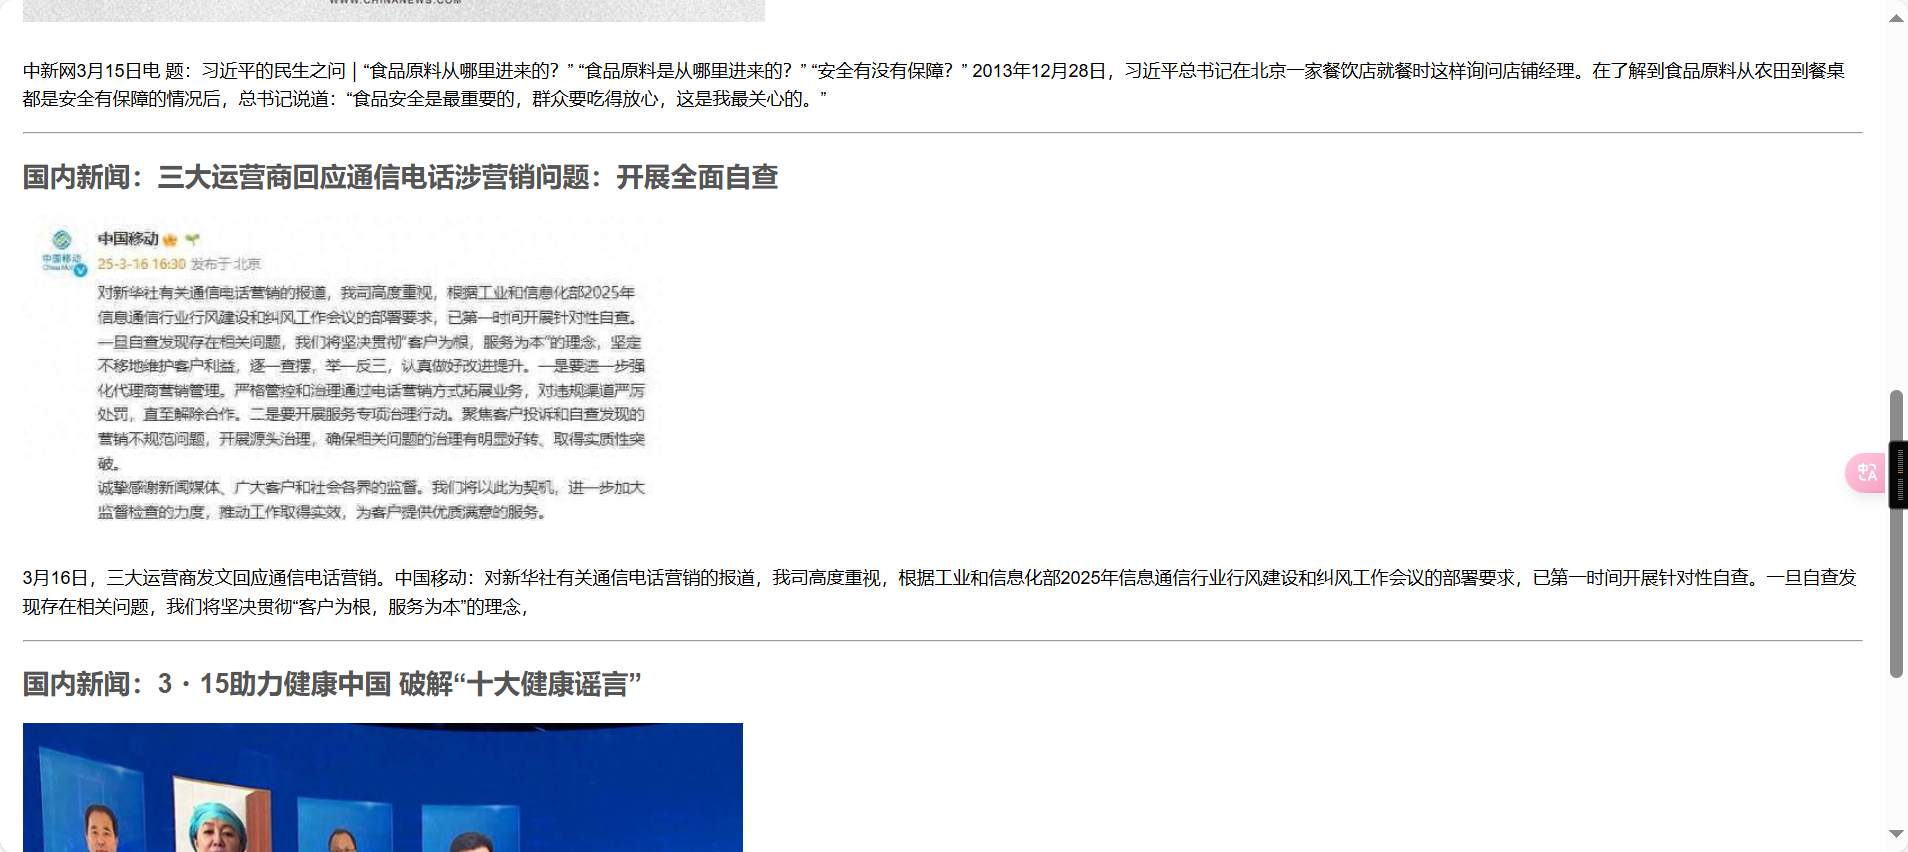 WWW.CHINANEWS.COM
中新网3月15日电 题：习近平的民生之问 | “食品原料从哪里进来的？” “食品原料是从哪里进来的？” “安全有没有保障？” 2013年12月28日，习近平总书记在北京一家餐饮店就餐时这样询问店铺经理。在了解到食品原料从农田到餐桌
都是安全有保障的情况后，总书记说道：“食品安全是最重要的，群众要吃得放心，这是我最关心的。”
国内新闻：三大运营商回应通信电话涉营销问题：开展全面自查
中国移动
中国移动
25-3-16 16:30 发布于 北京
对新华社有关通信电话营销的报道，我司高度重视，根据工业和信息化部2025年
信息通信行业行风建设和纠风工作会议的部署要求，已第一时间开展针对性自查。
一旦自查发现存在相关问题，我们将坚决贯彻“客户为根，服务为本”的理念，坚定
不移地维护客户利益，逐一查摆，举一反三，认真做好改进提升。一是要进一步强
化代理商营销管理。严格管控和治理通过电话营销方式拓展业务，对违规渠道严厉
处罚，直至解除合作。二是要开展服务专项治理行动。聚焦客户投诉和自查发现的
营销不规范问题，开展源头治理，确保相关问题的治理有明显好转、取得实质性突
破。
诚挚感谢新闻媒体、广大客户和社会各界的监督。我们将以此为契机，进一步加大
监督检查的力度，推动工作取得实效，为客户提供优质满意的服务。
3月16日，三大运营商发文回应通信电话营销。中国移动：对新华社有关通信电话营销的报道，我司高度重视，根据工业和信息化部2025年信息通信行业行风建设和纠风工作会议的部署要求，已第一时间开展针对性自查。一旦自查发
现存在相关问题，我们将坚决贯彻“客户为根，服务为本”的理念，
国内新闻：3・15助力健康中国 破解“十大健康谣言”